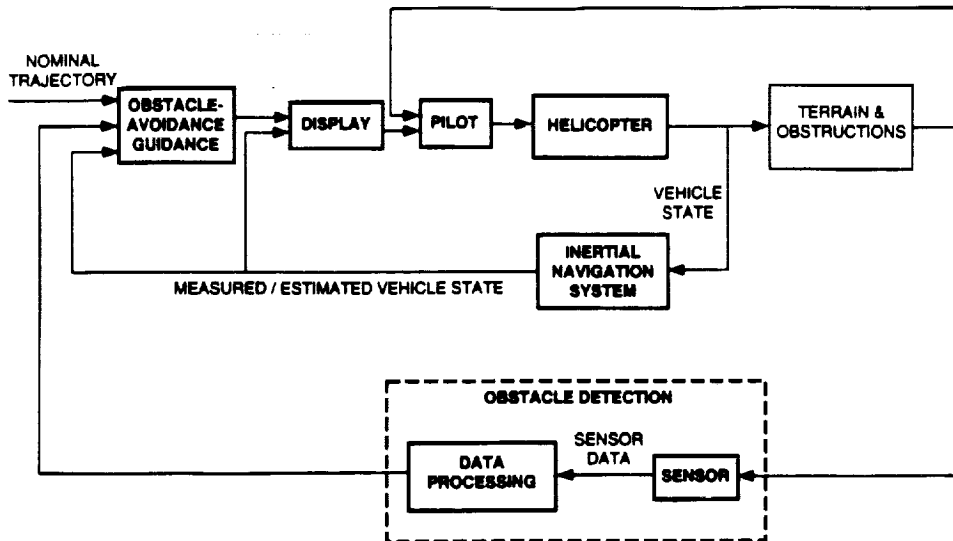 NOMINAL
TRAJECTORY
OBSTACLE-
AVOIDANCE
GUIDANCE
DISPLAY
PILOT
HELICOPTER
TERRAIN &
OBSTRUCTIONS
VEHICLE
STATE
INERTIAL
NAVIGATION
SYSTEM
MEASURED / ESTIMATED VEHICLE STATE
OBSTACLE DETECTION
DATA
PROCESSING
SENSOR
DATA
SENSOR